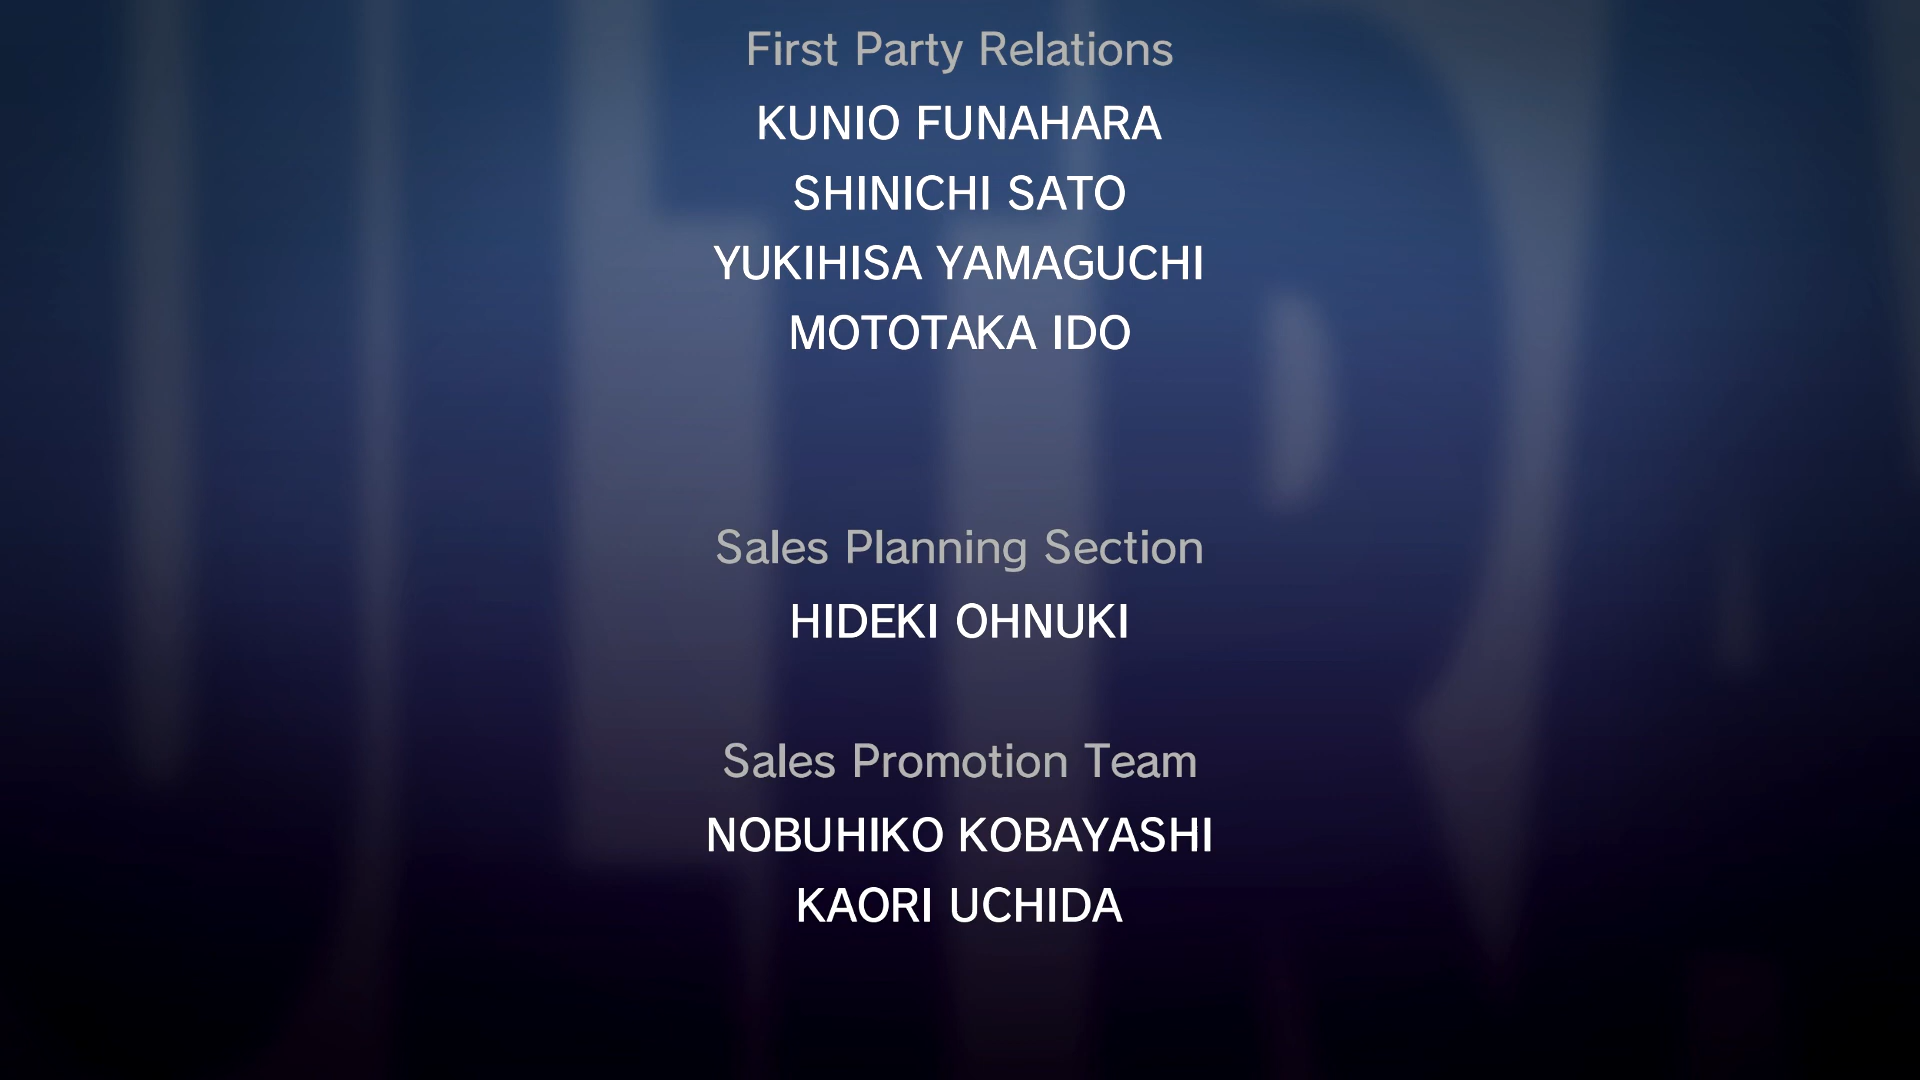 First Party Relations
KUNIO FUNAHARA
SHINICHI SATO
YUKIHISA YAMAGUCHI
MOTOTAKA IDO
Sales Planning Section
HIDEKI OHNUKI
Sales Promotion Team
NOBUHIKO KOBAYASHI
KAORI UCHIDA